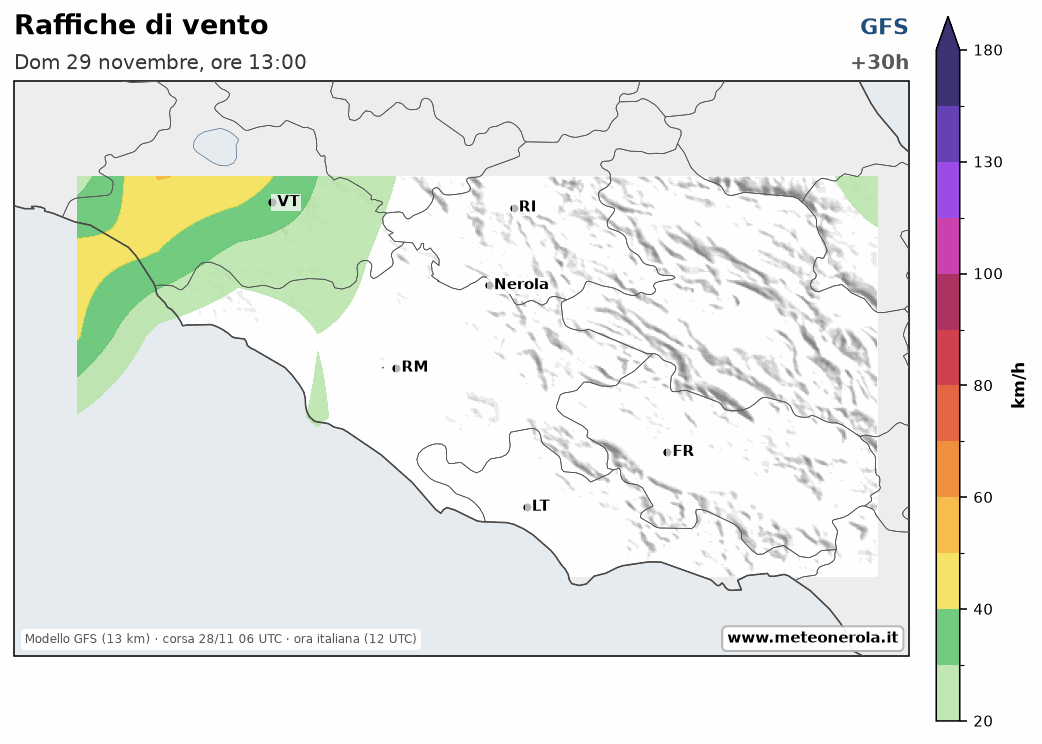 Raffiche di vento
GFS
Dom 29 novembre, ore 13:00
+30h
180
130
100
80
60
40
20
km/h
VT
RI
Nerola
RM
FR
LT
Modello GFS (13 km) · corsa 28/11 06 UTC · ora italiana (12 UTC)
www.meteonerola.it